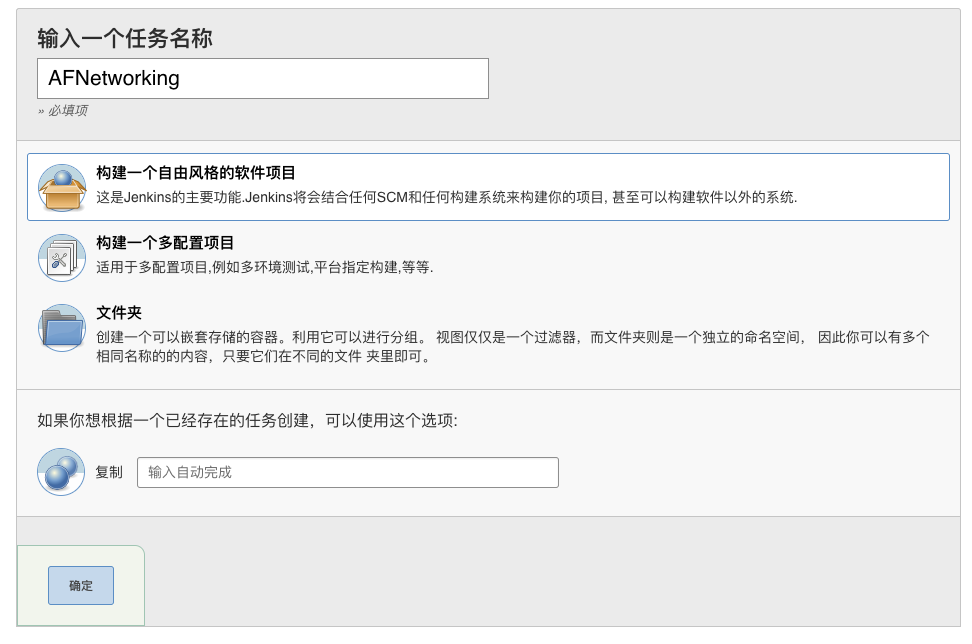 输入一个任务名称
AFNetworking
» 必填项
构建一个自由风格的软件项目
这是Jenkins的主要功能.Jenkins将会结合任何SCM和任何构建系统来构建你的项目, 甚至可以构建软件以外的系统.
构建一个多配置项目
适用于多配置项目,例如多环境测试,平台指定构建,等等.
文件夹
创建一个可以嵌套存储的容器。利用它可以进行分组。 视图仅仅是一个过滤器，而文件夹则是一个独立的命名空间， 因此你可以有多个
相同名称的的内容，只要它们在不同的文件 夹里即可。
如果你想根据一个已经存在的任务创建，可以使用这个选项:
复制
输入自动完成
确定